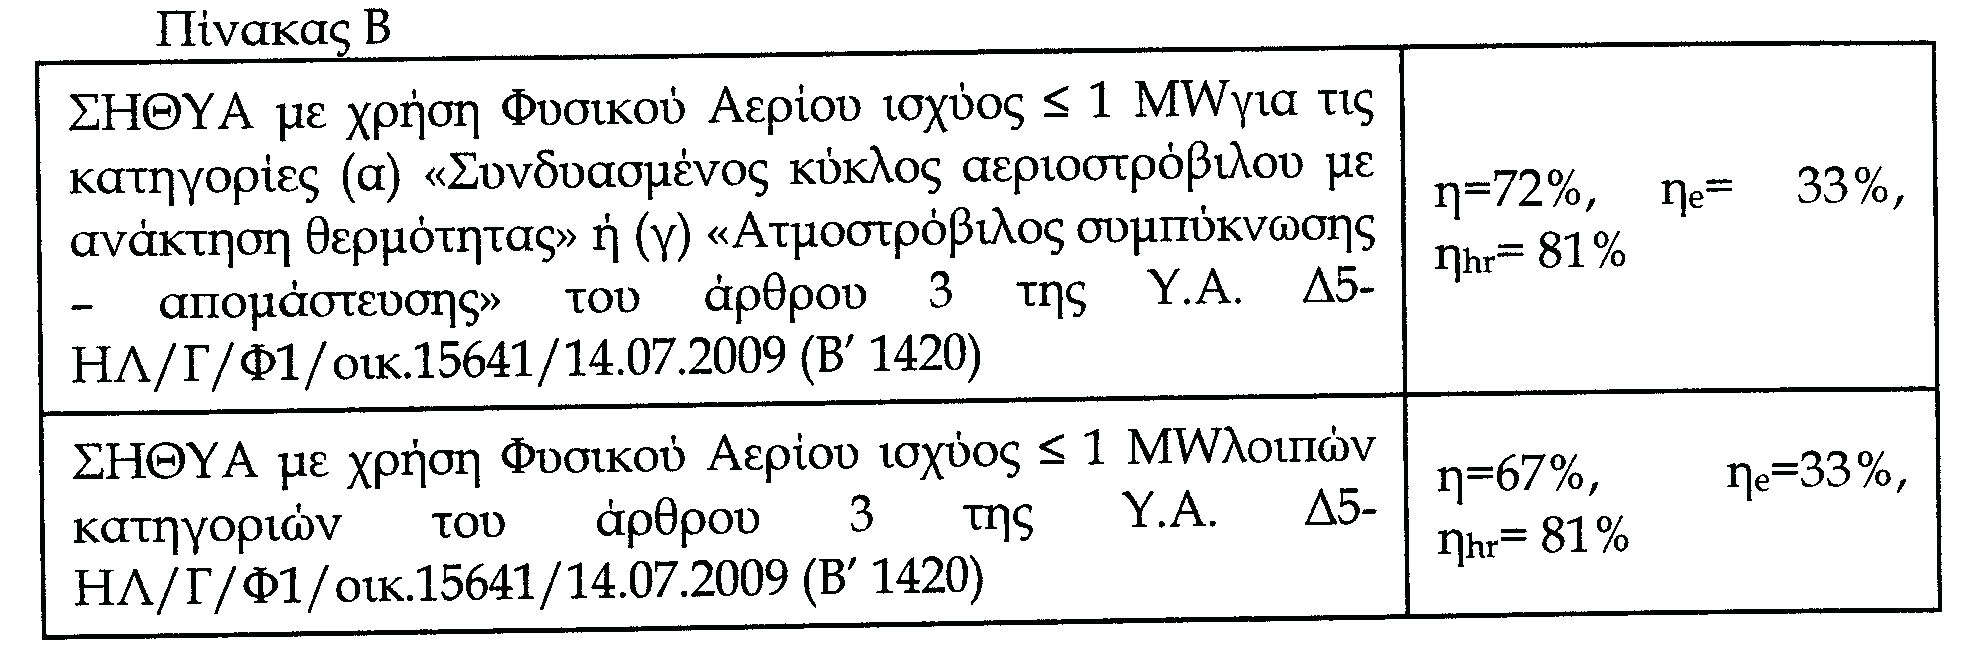 Πίνακας Β
ΣΗΘΥΑ με χρήση Φυσικού Αερίου ισχύος ≤ 1 MWγια τις
κατηγορίες (α) «Συνδυασμένος κύκλος αεριοστρόβιλου με
ανάκτηση θερμότητας» ή (γ) «Ατμοστρόβιλος συμπύκνωσης
– απομάστευσης» του άρθρου 3 της Υ.Α. Δ5-
ΗΛ/Γ/Φ1/οικ.15641/14.07.2009 (Β’ 1420)
η=72%, ηe= 33%,
ηhr= 81%
ΣΗΘΥΑ με χρήση Φυσικού Αερίου ισχύος ≤ 1 MWλοιπών
κατηγοριών του άρθρου 3 της Υ.Α. Δ5-
ΗΛ/Γ/Φ1/οικ.15641/14.07.2009 (Β’ 1420)
η=67%, ηe=33%,
ηhr= 81%